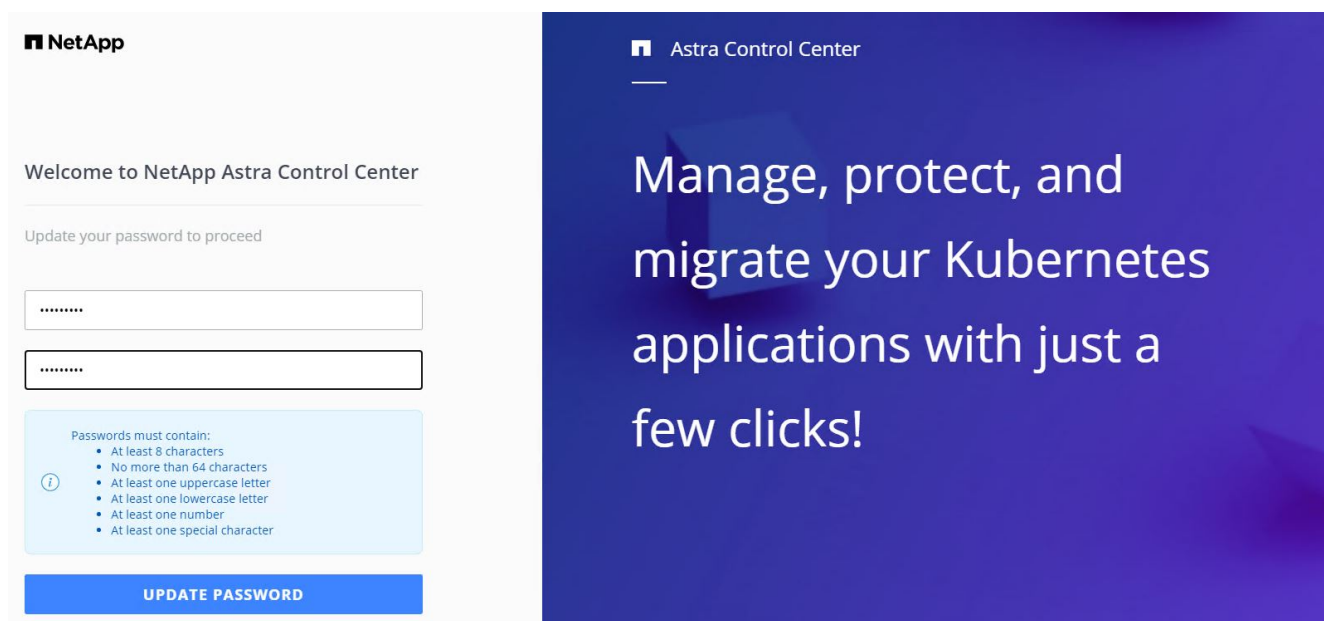 NetApp
Welcome to NetApp Astra Control Center
Update your password to proceed
•••••••••
•••••••••
Passwords must contain:
• At least 8 characters
• No more than 64 characters
• At least one uppercase letter
• At least one lowercase letter
• At least one number
• At least one special character
UPDATE PASSWORD
Astra Control Center
Manage, protect, and
migrate your Kubernetes
applications with just a
few clicks!